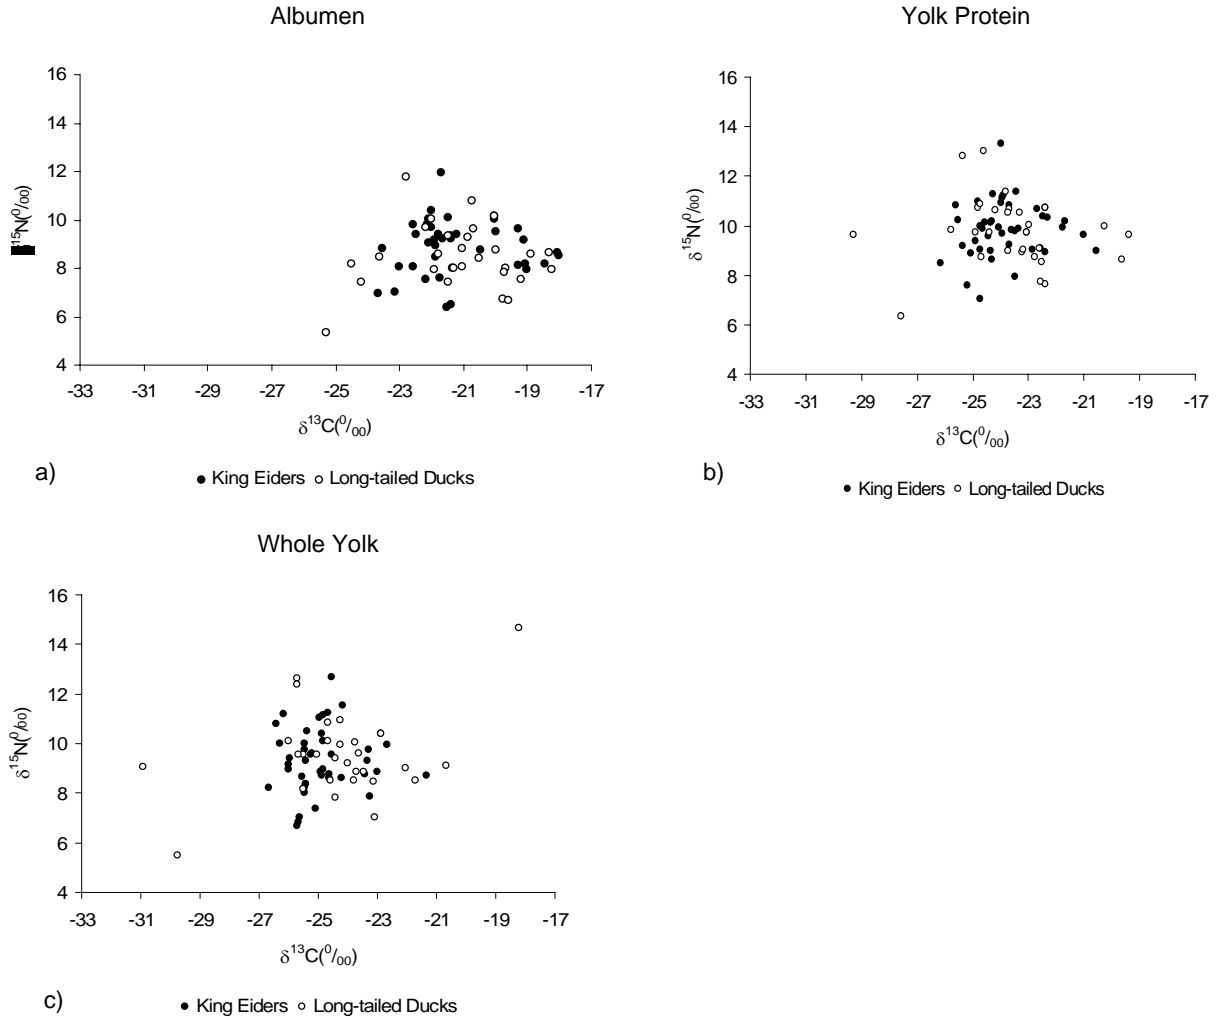 Albumen
16
14
12
10
8
6
4
¹⁵N(⁰/₀₀)
-33 -31 -29 -27 -25 -23 -21 -19 -17
δ¹³C(⁰/₀₀)
a)
● King Eiders ○ Long-tailed Ducks
Yolk Protein
16
14
12
10
8
6
4
δ¹⁵N(⁰/₀₀)
-33 -31 -29 -27 -25 -23 -21 -19 -17
δ¹³C(⁰/₀₀)
b)
● King Eiders ○ Long-tailed Ducks
Whole Yolk
16
14
12
10
8
6
4
δ¹⁵N(⁰/₀₀)
-33 -31 -29 -27 -25 -23 -21 -19 -17
δ¹³C(⁰/₀₀)
c)
● King Eiders ○ Long-tailed Ducks